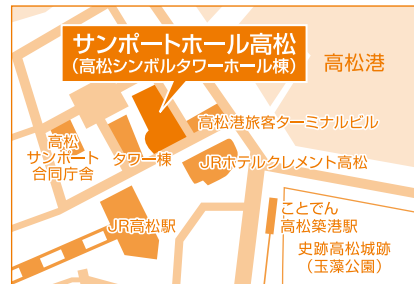 サンポートホール高松
（高松シンボルタワーホール棟）
高松港
高松港旅客ターミナルビル
高松
サンポート
合同庁舎
タワー棟
JRホテルクレメント高松
JR高松駅
ことでん
高松築港駅
史跡高松城跡
（玉藻公園）